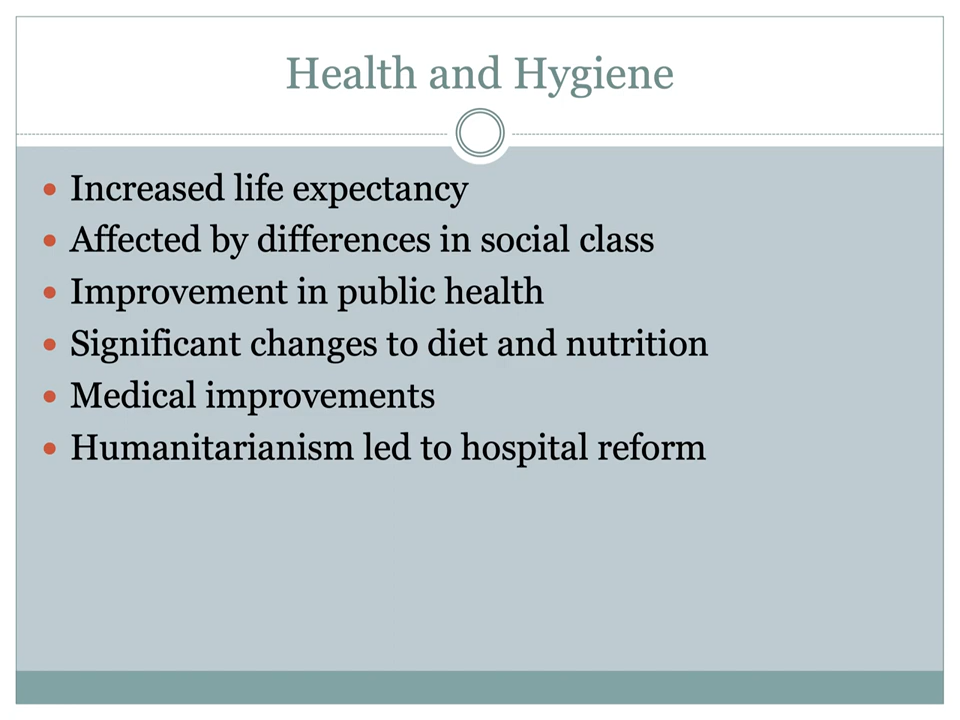 Health and Hygiene
• Increased life expectancy
• Affected by differences in social class
• Improvement in public health
• Significant changes to diet and nutrition
• Medical improvements
• Humanitarianism led to hospital reform